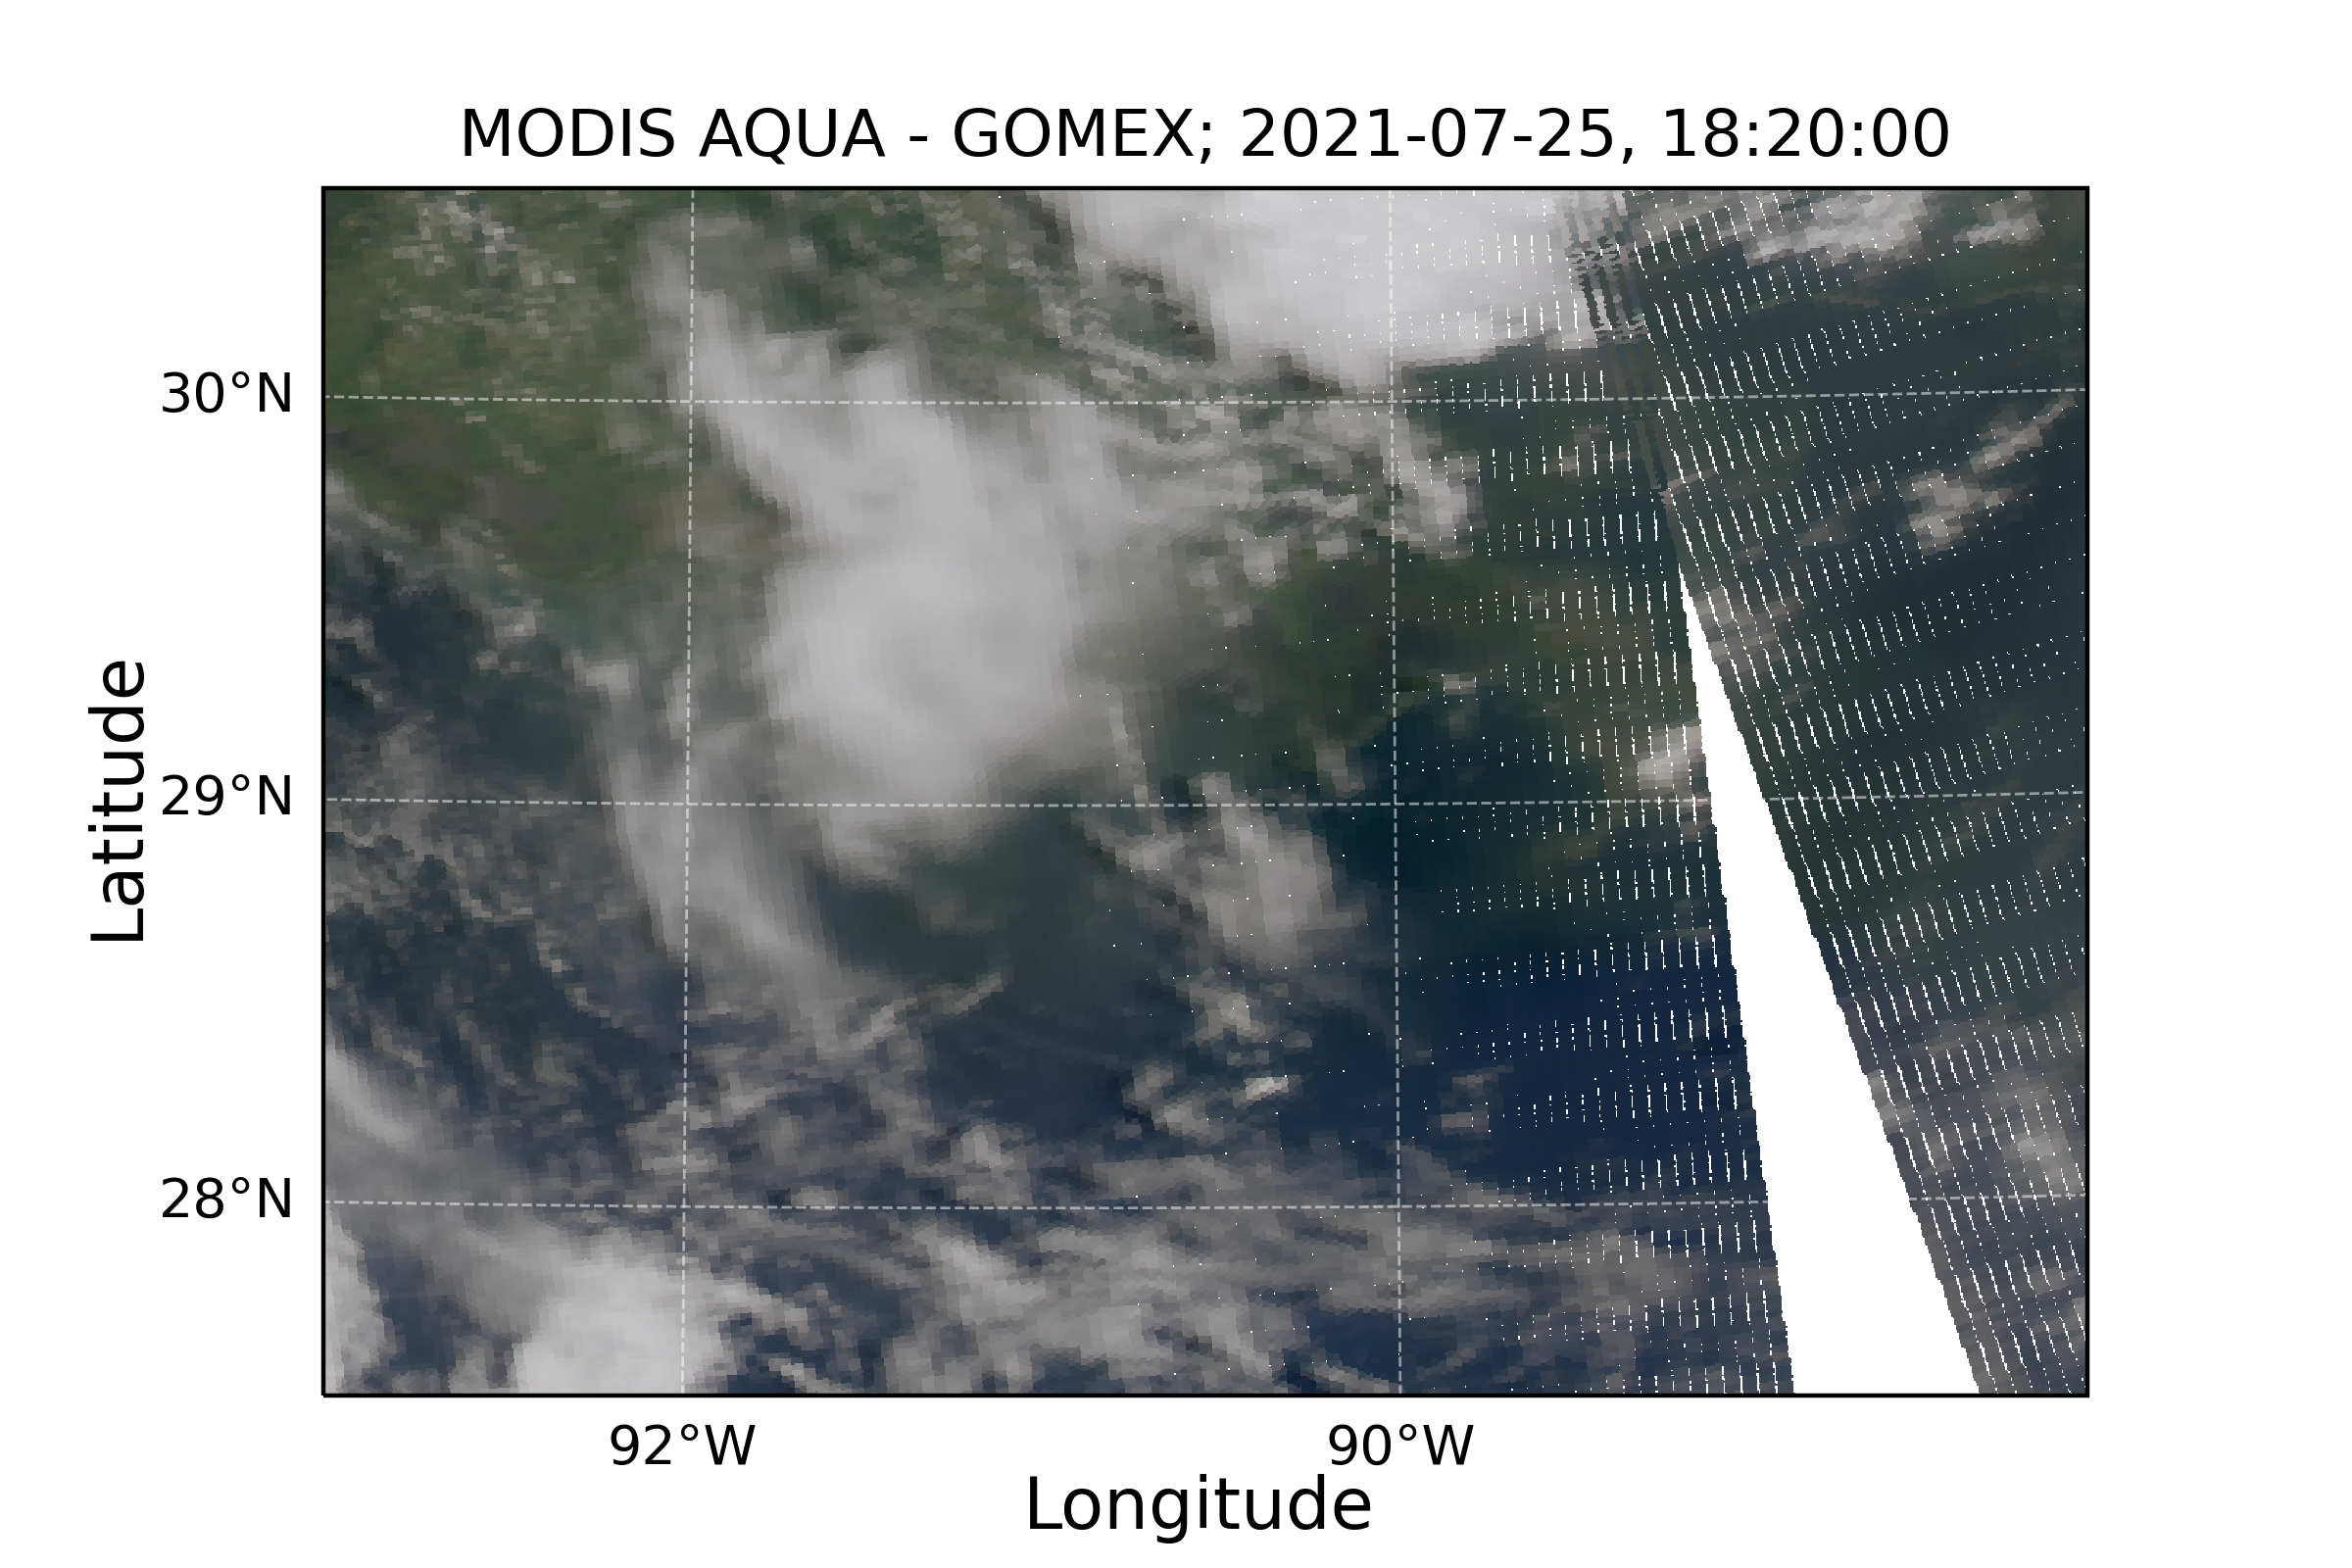 MODIS AQUA - GOMEX; 2021-07-25, 18:20:00
30°N
29°N
28°N
Latitude
92°W
90°W
Longitude